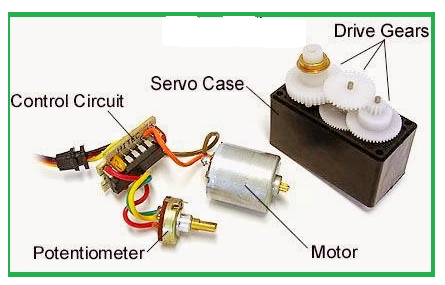 Drive Gears
Servo Case
Control Circuit
Potentiometer
Motor